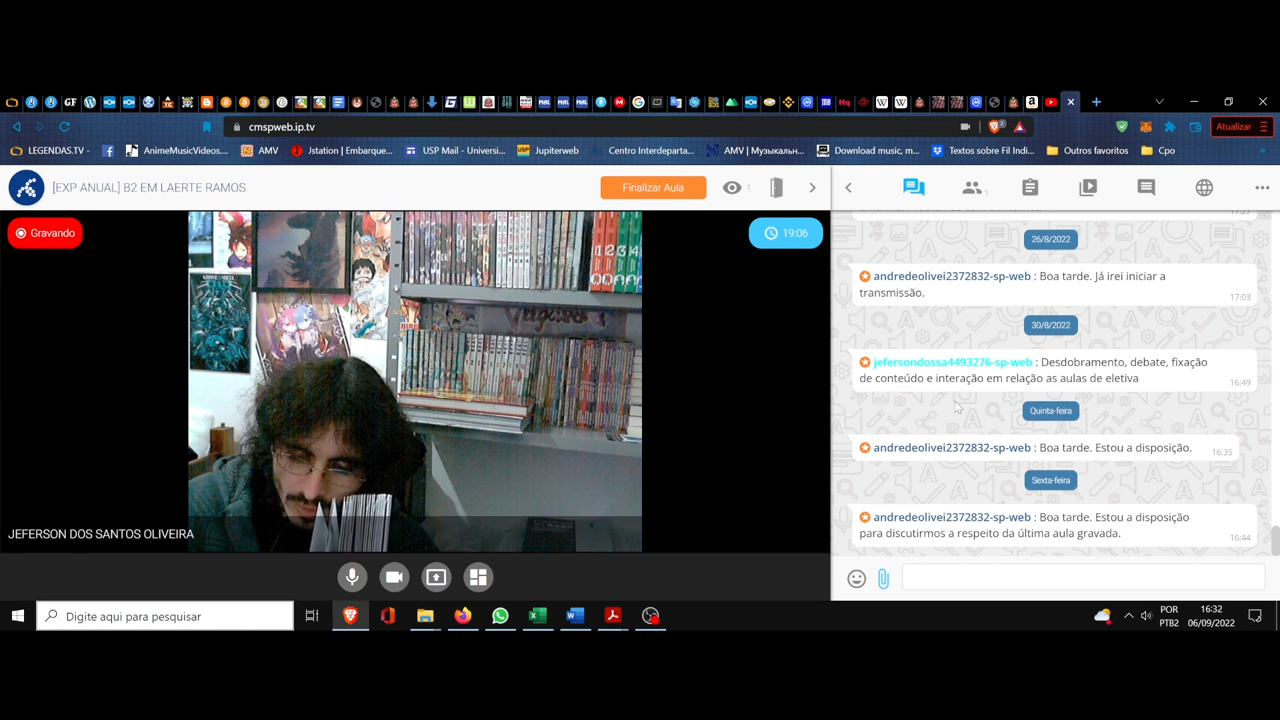 cmspweb.ip.tv
Atualizar
LEGENDAS.TV -
AnimeMusicVideos...
AMV
Jstation | Embarque...
USP Mail - Universi...
Jupiterweb
Centro Interdeparta...
AMV | Музыкальн...
Download music, m...
Textos sobre Fil Indi...
Outros favoritos
Cpo
[EXP ANUAL] B2 EM LAERTE RAMOS
Finalizar Aula
1
1
Gravando
19:06
JEFERSON DOS SANTOS OLIVEIRA
17:27
26/8/2022
andredeolivei2372832-sp-web : Boa tarde. Já irei iniciar a
transmissão.
17:03
30/8/2022
jefersondossa4493276-sp-web : Desdobramento, debate, fixação
de conteúdo e interação em relação as aulas de eletiva
16:49
Quinta-feira
andredeolivei2372832-sp-web : Boa tarde. Estou a disposição.
16:35
Sexta-feira
andredeolivei2372832-sp-web : Boa tarde. Estou a disposição
para discutirmos a respeito da última aula gravada.
16:44
Digite aqui para pesquisar
POR
PTB2
16:32
06/09/2022